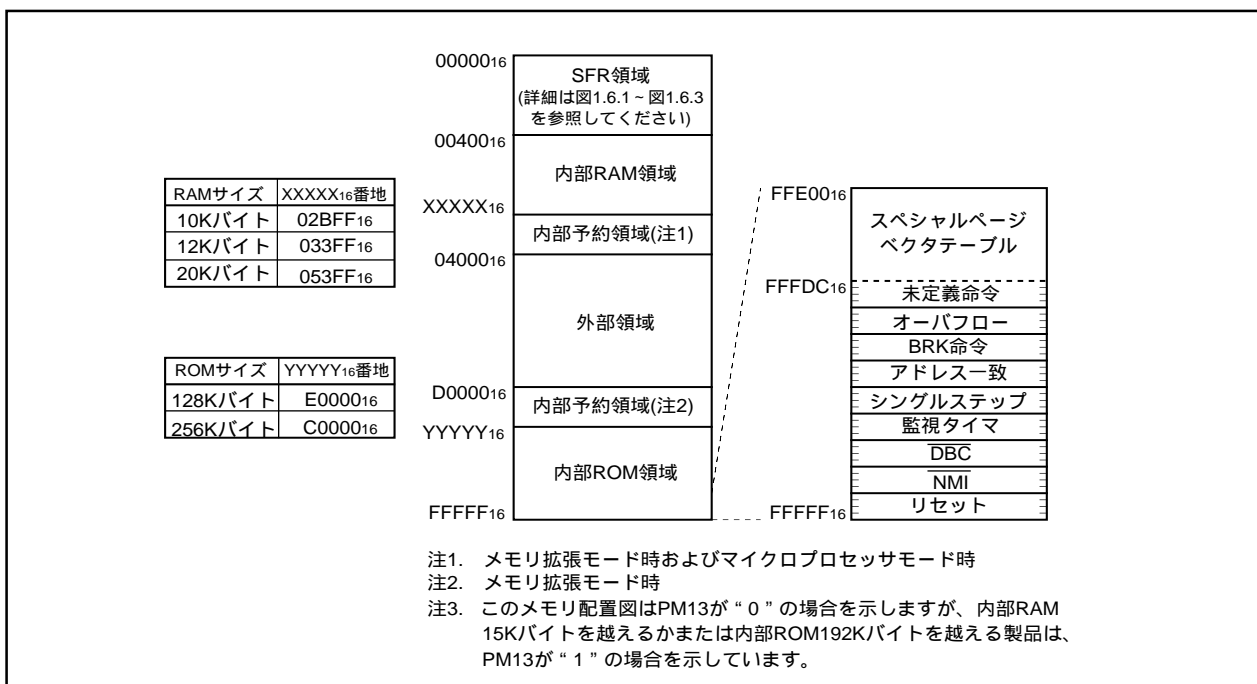 RAMサイズ XXXXX16番地
10Kバイト 02BFF16
12Kバイト 033FF16
20Kバイト 053FF16
ROMサイズ YYYYY16番地
128Kバイト E000016
256Kバイト C000016
0000016
SFR領域
(詳細は図1.6.1 ~ 図1.6.3
を参照してください)
0040016
内部RAM領域
XXXXX16
内部予約領域(注1)
0400016
外部領域
D000016
内部予約領域(注2)
YYYYY16
内部ROM領域
FFFFF16
FFE0016
スペシャルページ
ベクタテーブル
FFFDC16
未定義命令
オーバフロー
BRK命令
アドレス一致
シングルステップ
監視タイマ
DBC
NMI
リセット
FFFFF16
注1. メモリ拡張モード時およびマイクロプロセッサモード時
注2. メモリ拡張モード時
注3. このメモリ配置図はPM13が“0”の場合を示しますが、内部RAM
15Kバイトを越えるかまたは内部ROM192Kバイトを越える製品は、
PM13が“1”の場合を示しています。